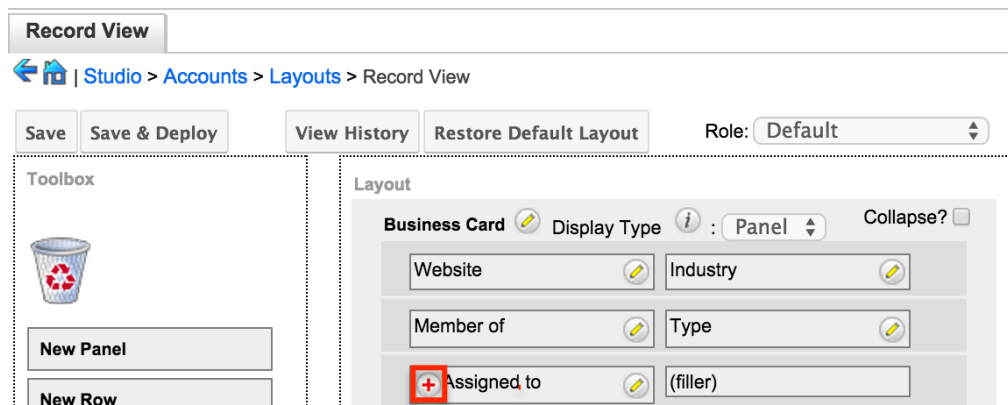 Record View
| Studio > Accounts > Layouts > Record View
Save Save & Deploy View History Restore Default Layout Role: Default
Toolbox
Layout
Business Card Display Type i : Panel Collapse?
Website Industry
Member of Type
New Panel
+ Assigned to (filler)
New Row